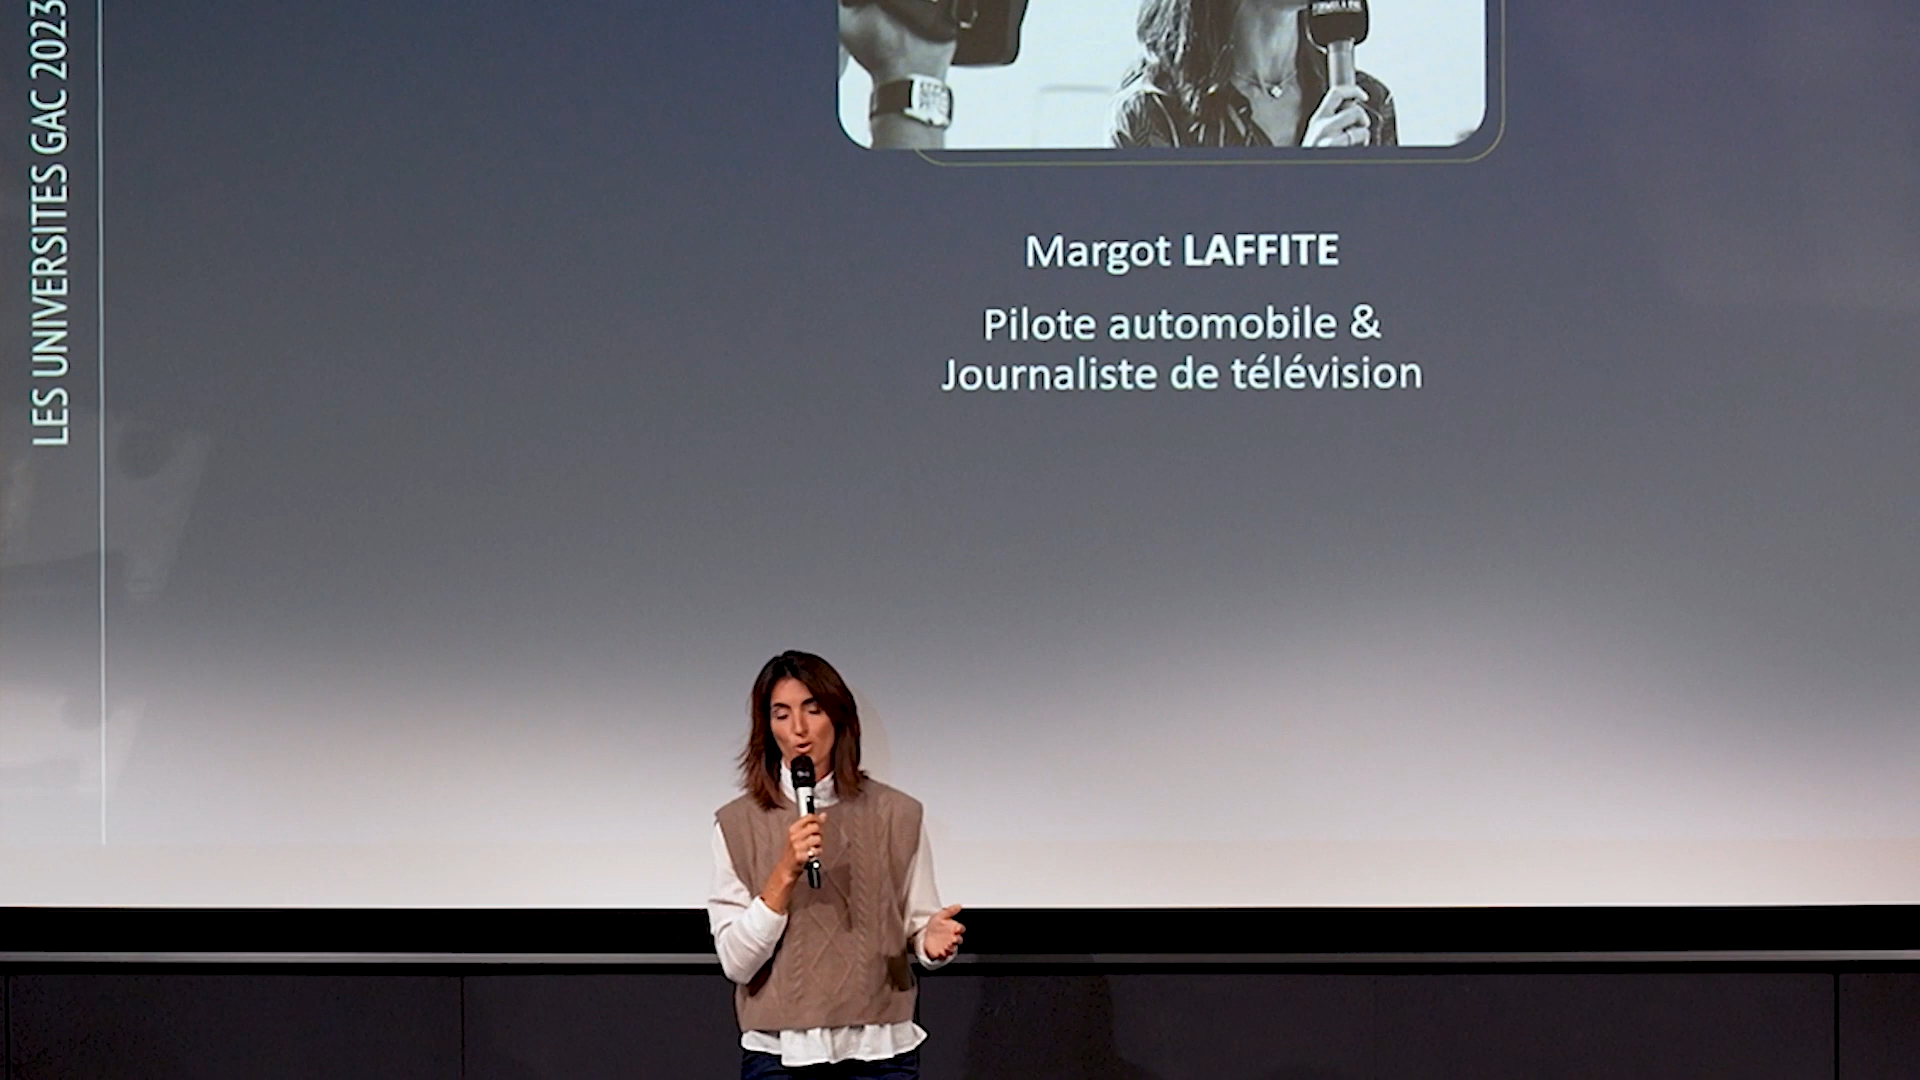 LES UNIVERSITES GAC 2023
Margot LAFFITE
Pilote automobile &
Journaliste de télévision